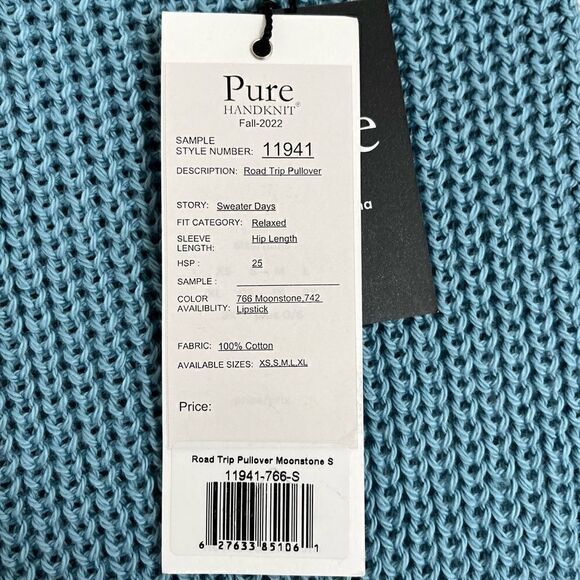 Pure
HANDKNIT®
Fall-2022
SAMPLE
STYLE NUMBER: 11941
DESCRIPTION: Road Trip Pullover
STORY: Sweater Days
FIT CATEGORY: Relaxed
SLEEVE LENGTH: Hip Length
HSP : 25
SAMPLE :
COLOR AVAILIBLITY: 766 Moonstone,742 Lipstick
FABRIC: 100% Cotton
AVAILABLE SIZES: XS,S,M,L,XL
Price:
Road Trip Pullover Moonstone S
11941-766-S
6 27633 85106 1
e
na